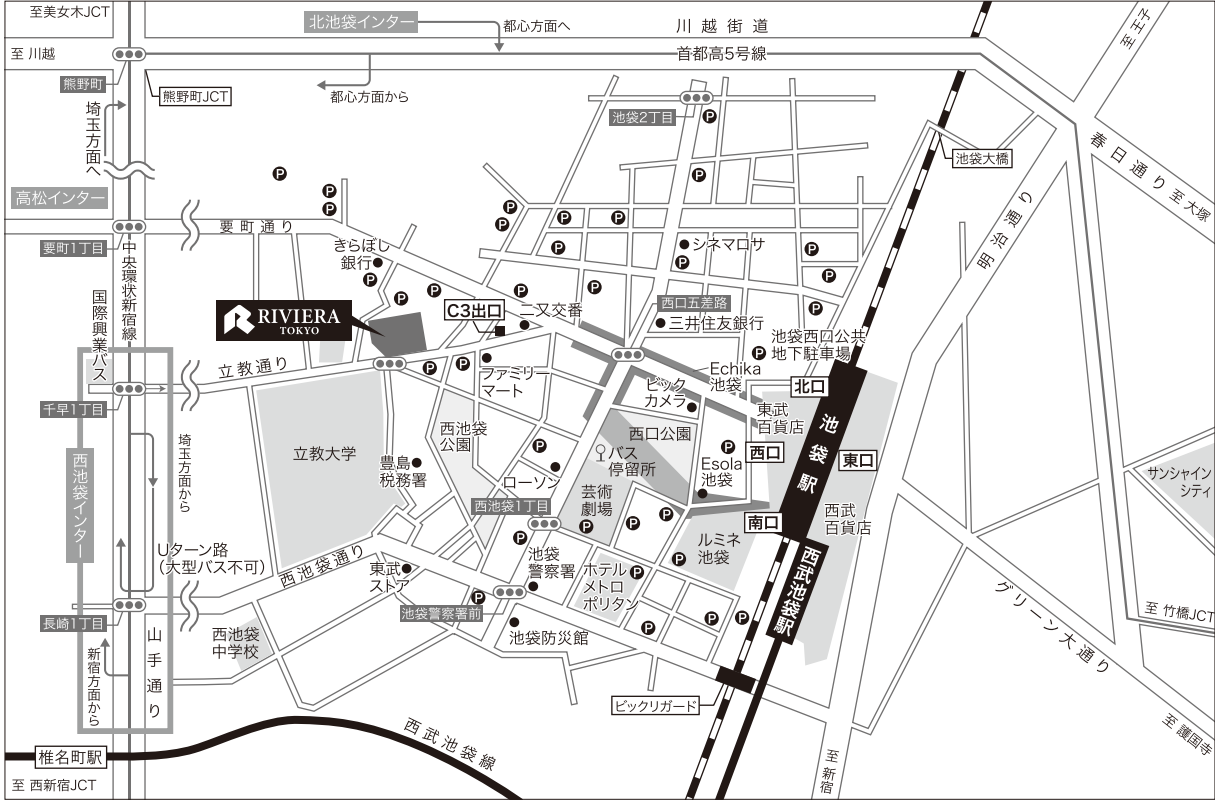 至美女木JCT
北池袋インター
都心方面へ
川越街道
至王子
至 川越
首都高5号線
熊野町
熊野町JCT
都心方面から
埼玉方面へ
池袋2丁目
P
池袋大橋
春日通り
至大塚
高松インター
P
P
P
P
P
P
P
P
要町通り
要町1丁目
中央環状新宿線
きらぼし
銀行
P
シネマロサ
P
P
P
明治通り
国際興業バス
P
P
P
P
P
P
RIVIERA
TOKYO
C3出口
二又交番
西口五差路
三井住友銀行
池袋西口公共
地下駐車場
P
立教通り
P
P
ファミリー
マート
Echika
池袋
北口
ビック
カメラ
東武
百貨店
千早1丁目
池袋駅
埼玉方面から
西池袋インター
立教大学
豊島
税務署
西池袋
公園
P
ローソン
西口公園
バス
停留所
P
西口
東口
Esola
池袋
サンシャイン
シティ
西池袋1丁目
芸術
劇場
P
P
P
南口
西武
百貨店
P
ルミネ
池袋
P
Uターン路
(大型バス不可)
西池袋通り
東武
ストア
池袋
警察署
ホテル
メトロ
ポリタン
P
西武池袋駅
グリーン大通り
至 竹橋JCT
長崎1丁目
P
池袋警察署前
池袋防災館
P
P
P
西池袋
中学校
山手通り
新宿方面から
ビックリガード
至 護国寺
西武池袋線
椎名町駅
至 西新宿JCT
至新宿